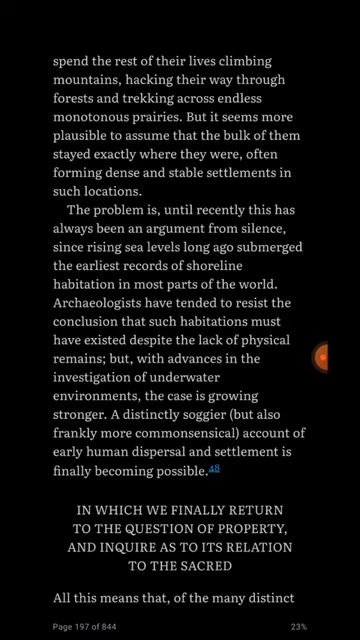 spend the rest of their lives climbing
mountains, hacking their way through
forests and trekking across endless
monotonous prairies. But it seems more
plausible to assume that the bulk of them
stayed exactly where they were, often
forming dense and stable settlements in
such locations.
The problem is, until recently this has
always been an argument from silence,
since rising sea levels long ago submerged
the earliest records of shoreline
habitation in most parts of the world.
Archaeologists have tended to resist the
conclusion that such habitations must
have existed despite the lack of physical
remains; but, with advances in the
investigation of underwater
environments, the case is growing
stronger. A distinctly soggier (but also
frankly more commonsensical) account of
early human dispersal and settlement is
finally becoming possible.48
IN WHICH WE FINALLY RETURN
TO THE QUESTION OF PROPERTY,
AND INQUIRE AS TO ITS RELATION
TO THE SACRED
All this means that, of the many distinct
Page 197 of 844 23%